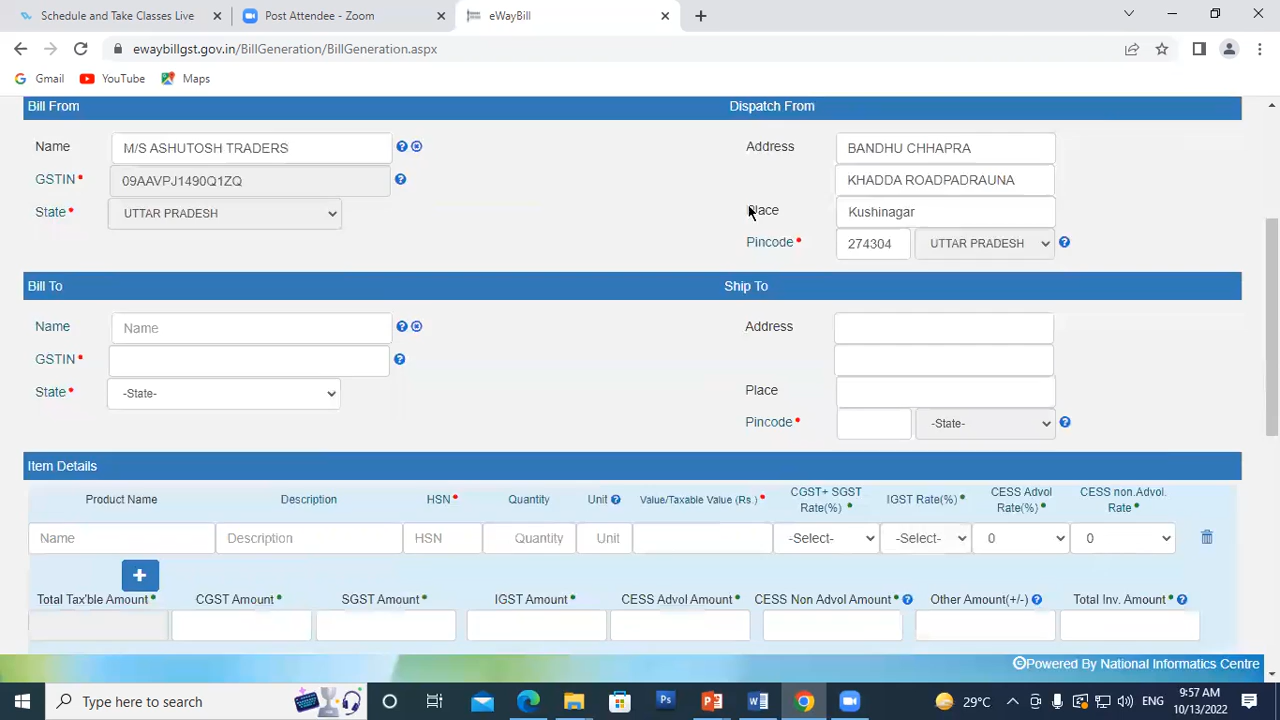 Schedule and Take Classes Live
Post Attendee - Zoom
eWayBill
ewaybillgst.gov.in/BillGeneration/BillGeneration.aspx
Gmail YouTube Maps
Bill From Dispatch From
Name M/S ASHUTOSH TRADERS Address BANDHU CHHAPRA
GSTIN * 09AAVPJ1490Q1ZQ KHADDA ROADPADRAUNA
State * UTTAR PRADESH Place Kushinagar
Pincode * 274304 UTTAR PRADESH
Bill To Ship To
Name Name Address
GSTIN *
State * -State- Place
Pincode * -State-
Item Details
Product Name Description HSN * Quantity Unit Value/Taxable Value (Rs.) * CGST+ SGST Rate(%) * IGST Rate(%) * CESS Advol Rate(%) * CESS non.Advol. Rate *
Name Description HSN Quantity Unit -Select- -Select- 0 0
+
Total Tax'ble Amount * CGST Amount * SGST Amount * IGST Amount * CESS Advol Amount * CESS Non Advol Amount * Other Amount(+/-) Total Inv. Amount *
©Powered By National Informatics Centre
Type here to search
Ps
29°C
ENG
9:57 AM
10/13/2022